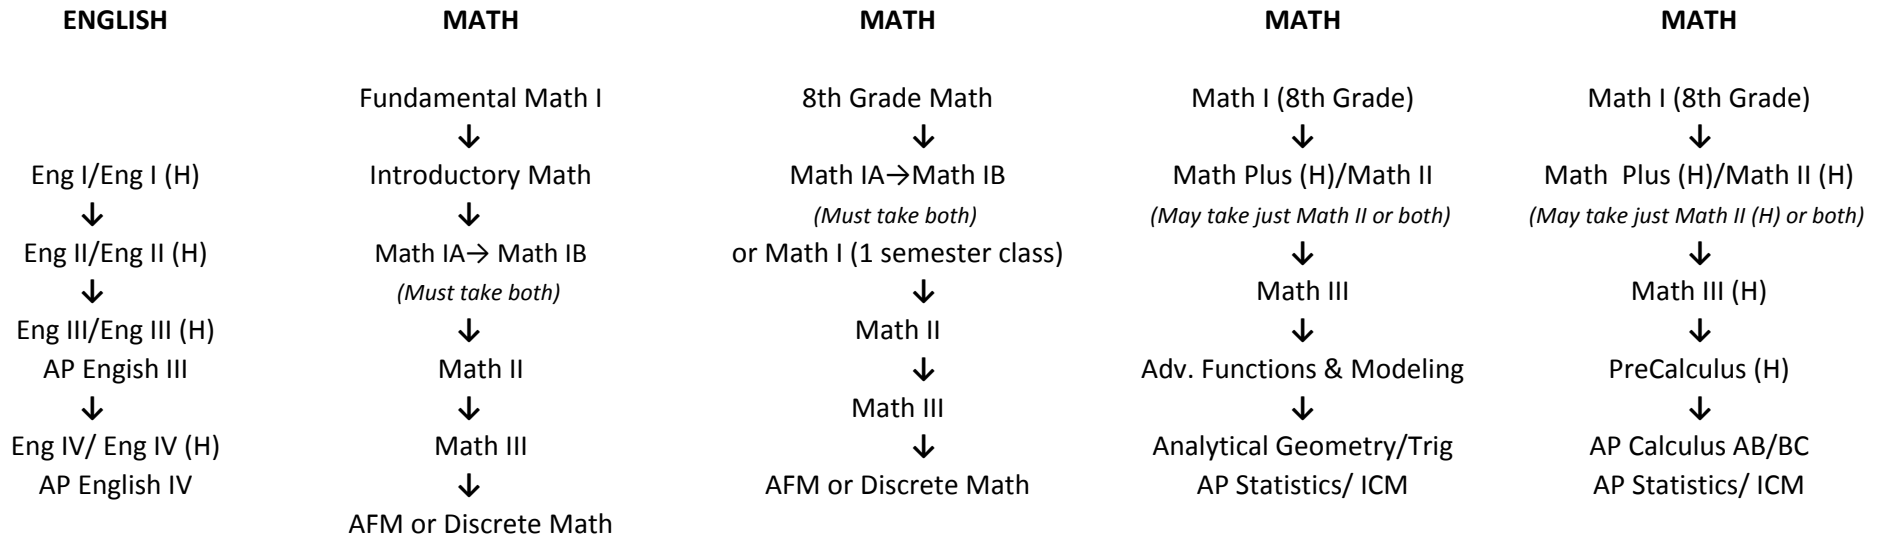 ENGLISH
Eng I/Eng I (H)
↓
Eng II/Eng II (H)
↓
Eng III/Eng III (H)
AP Engish III
↓
Eng IV/ Eng IV (H)
AP English IV
MATH
Fundamental Math I
↓
Introductory Math
↓
Math IA→ Math IB
(Must take both)
↓
Math II
↓
Math III
↓
AFM or Discrete Math
MATH
8th Grade Math
↓
Math IA→Math IB
(Must take both)
or Math I (1 semester class)
↓
Math II
↓
Math III
↓
AFM or Discrete Math
MATH
Math I (8th Grade)
↓
Math Plus (H)/Math II
(May take just Math II or both)
↓
Math III
↓
Adv. Functions & Modeling
↓
Analytical Geometry/Trig
AP Statistics/ ICM
MATH
Math I (8th Grade)
↓
Math  Plus (H)/Math II (H)
(May take just Math II (H) or both)
↓
Math III (H)
↓
PreCalculus (H)
↓
AP Calculus AB/BC
AP Statistics/ ICM